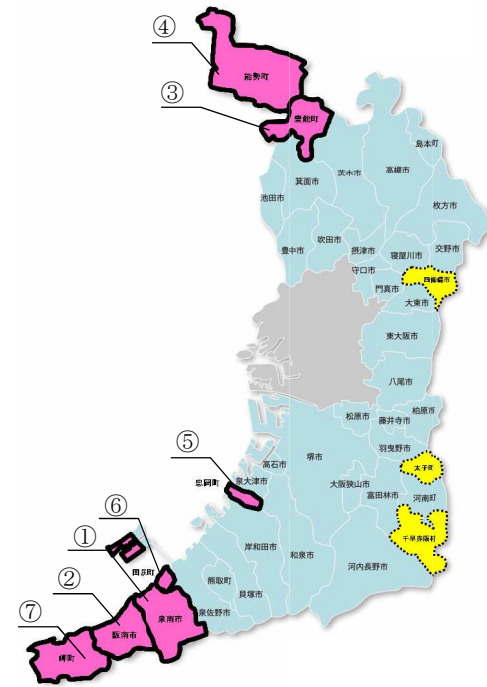 ④
能勢町
③
豊能町
島本町
茨木市
高槻市
箕面市
池田市
枚方市
吹田市
豊中市
摂津市
寝屋川市
交野市
守口市
四條畷市
門真市
大東市
東大阪市
八尾市
松原市
柏原市
藤井寺市
羽曳野市
⑤
高石市
堺市
太子町
忠岡町
泉大津市
大阪狭山市
富田林市
河南町
⑥
千早赤阪村
①
岸和田市
和泉市
田尻町
河内長野市
熊取町
②
貝塚市
泉南市
泉佐野市
⑦
阪南市
岬町